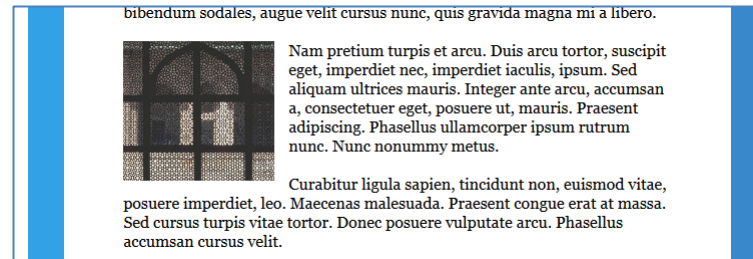 bibendum sodales, augue velit cursus nunc, quis gravida magna mi a libero.
Nam pretium turpis et arcu. Duis arcu tortor, suscipit
eget, imperdiet nec, imperdiet iaculis, ipsum. Sed
aliquam ultrices mauris. Integer ante arcu, accumsan
a, consectetuer eget, posuere ut, mauris. Praesent
adipiscing. Phasellus ullamcorper ipsum rutrum
nunc. Nunc nonummy metus.
Curabitur ligula sapien, tincidunt non, euismod vitae,
posuere imperdiet, leo. Maecenas malesuada. Praesent congue erat at massa.
Sed cursus turpis vitae tortor. Donec posuere vulputate arcu. Phasellus
accumsan cursus velit.